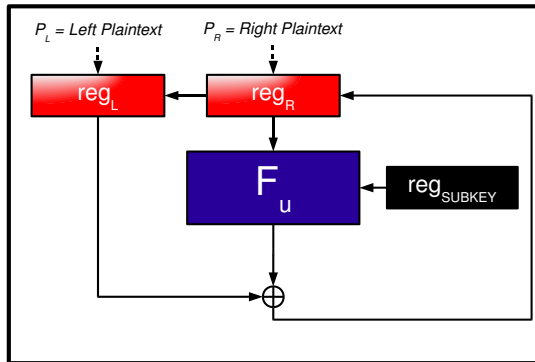 P_L = Left Plaintext
P_R = Right Plaintext
reg_L
reg_R
F_u
reg_SUBKEY